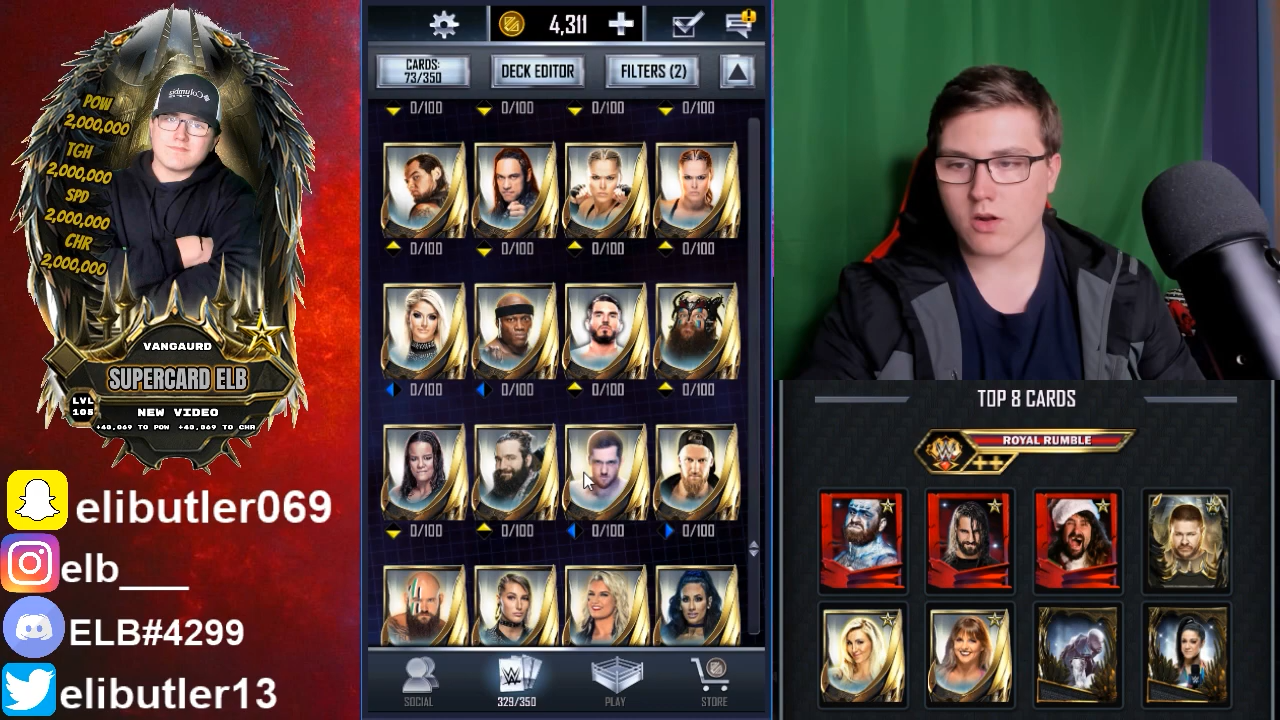 POW
2,000,000
TGH
2,000,000
SPD
2,000,000
CHR
2,000,000
Columbia
VANGAURD
SUPERCARD ELB
LVL
NEW VIDEO
elibutler069
elb___
ELB#4299
elibutler13
4,311
CARDS:
73/350
DECK EDITOR
FILTERS (2)
0/100 0/100 0/100 0/100
0/100 0/100 0/100 0/100
0/100 0/100 0/100 0/100
0/100 0/100 0/100 0/100
SOCIAL
329/350
PLAY
STORE
TOP 8 CARDS
ROYAL RUMBLE
++